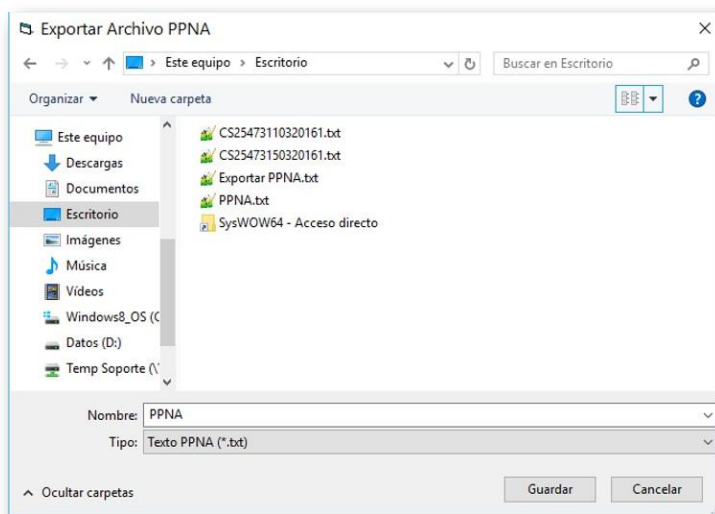 Exportar Archivo PPNA
Este equipo > Escritorio
Buscar en Escritorio
Organizar
Nueva carpeta
Este equipo
Descargas
Documentos
Escritorio
Imágenes
Música
Vídeos
Windows8_OS (C
Datos (D:)
Temp Soporte (\
CS25473110320161.txt
CS25473150320161.txt
Exportar PPNA.txt
PPNA.txt
SysWOW64 - Acceso directo
Nombre: PPNA
Tipo: Texto PPNA (*.txt)
Ocultar carpetas
Guardar
Cancelar